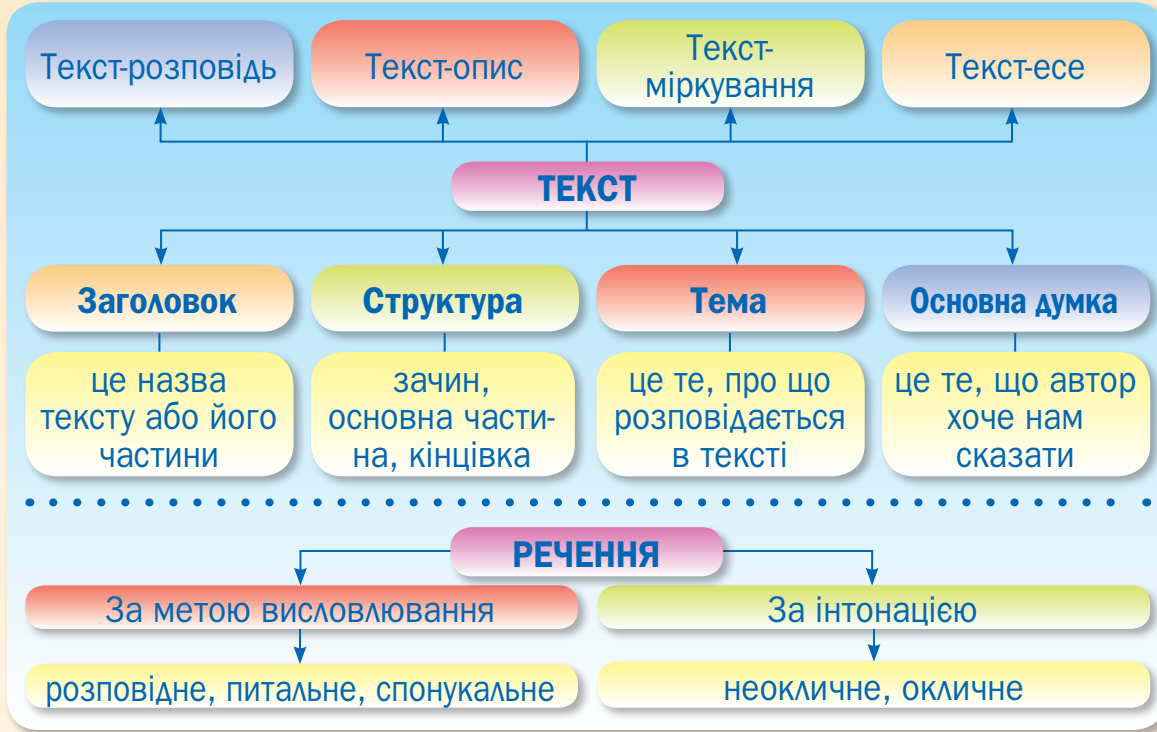 Текст-розповідь
Текст-опис
Текст-
міркування
Текст-есе
ТЕКСТ
Заголовок
Структура
Тема
Основна думка
це назва
тексту або його
частини
зачин,
основна части-
на, кінцівка
це те, про що
розповідається
в тексті
це те, що автор
хоче нам
сказати
РЕЧЕННЯ
За метою висловлювання
За інтонацією
розповідне, питальне, спонукальне
неокличне, окличне